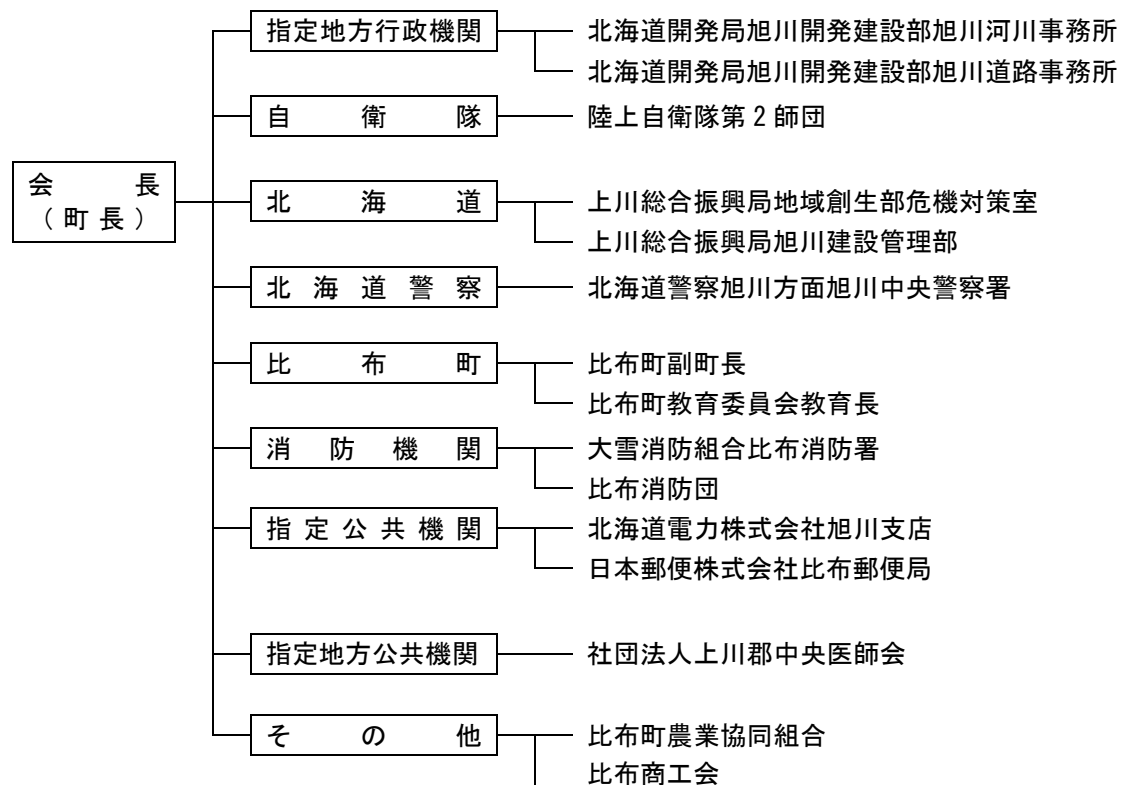 指定地方行政機関 北海道開発局旭川開発建設部旭川河川事務所
北海道開発局旭川開発建設部旭川道路事務所
自衛隊 陸上自衛隊第2師団
会長
(町長)
北海道 上川総合振興局地域創生部危機対策室
上川総合振興局旭川建設管理部
北海道警察 北海道警察旭川方面旭川中央警察署
比布町 比布町副町長
比布町教育委員会教育長
消防機関 大雪消防組合比布消防署
比布消防団
指定公共機関 北海道電力株式会社旭川支店
日本郵便株式会社比布郵便局
指定地方公共機関 社団法人上川郡中央医師会
その他 比布町農業協同組合
比布商工会